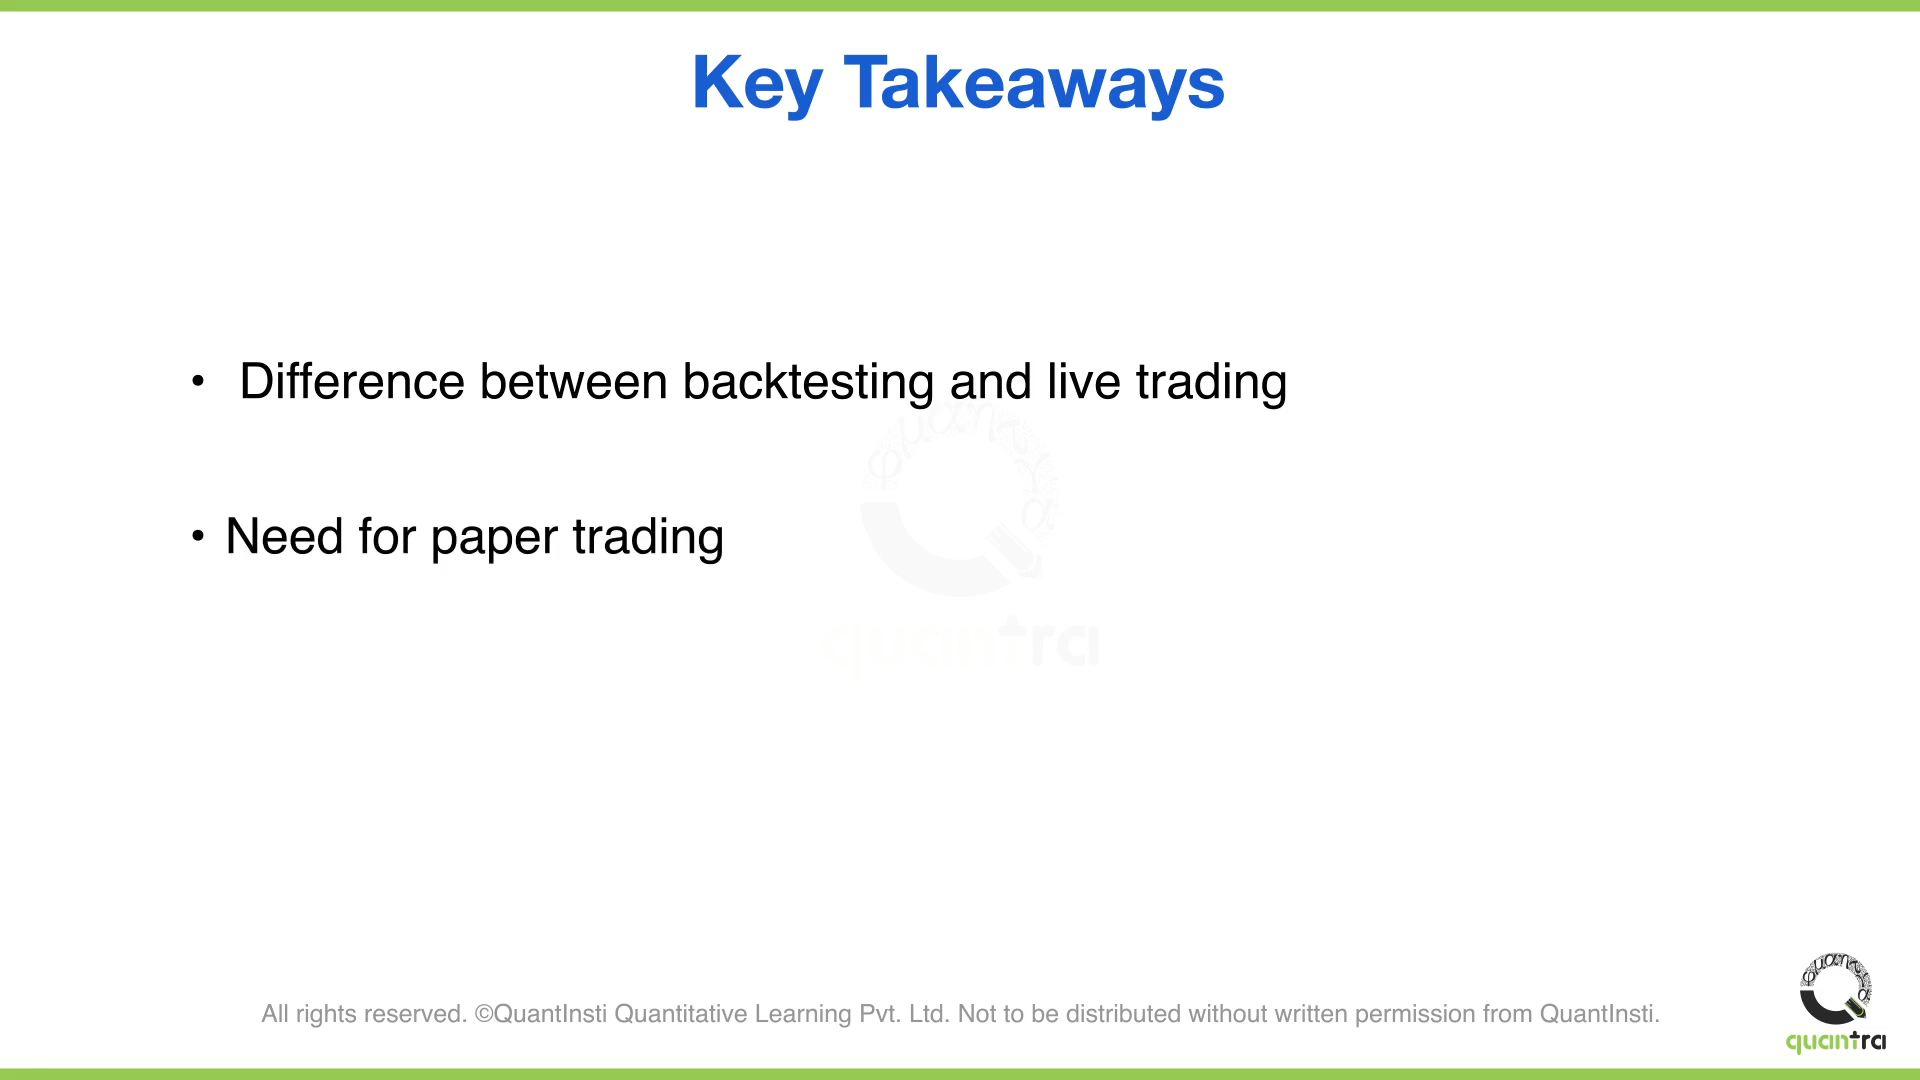 Key Takeaways
• Difference between backtesting and live trading
• Need for paper trading
quantra
All rights reserved. ©QuantInsti Quantitative Learning Pvt. Ltd. Not to be distributed without written permission from QuantInsti.
quantra